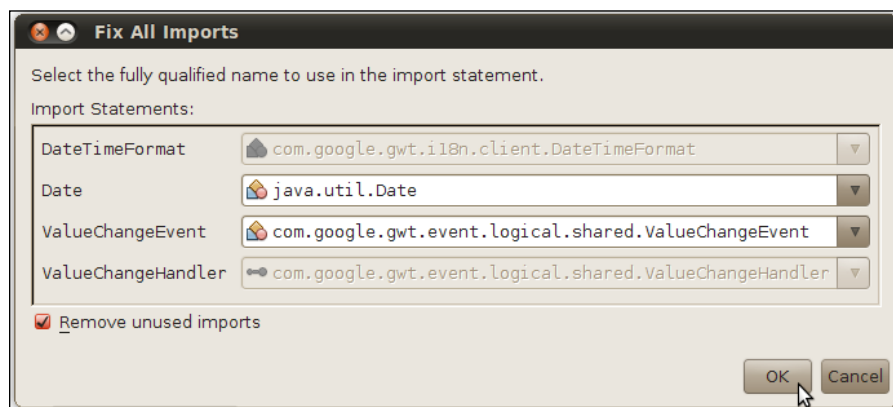 Fix All Imports
Select the fully qualified name to use in the import statement.
Import Statements:
DateTimeFormat com.google.gwt.i18n.client.DateTimeFormat
Date java.util.Date
ValueChangeEvent com.google.gwt.event.logical.shared.ValueChangeEvent
ValueChangeHandler com.google.gwt.event.logical.shared.ValueChangeHandler
Remove unused imports
OK Cancel